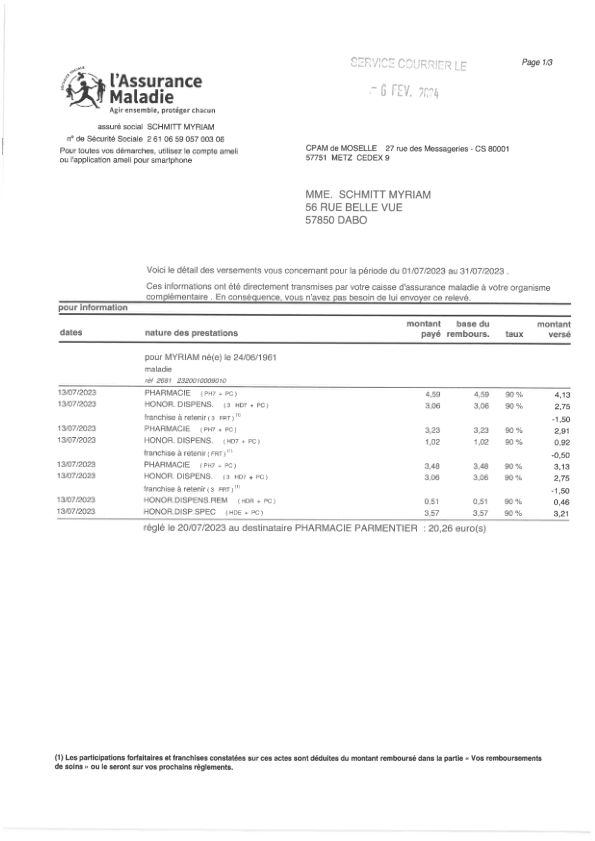 SERVICE COURRIER LE
- 6 FEV. 2024
Page 1/3
SÉCURITÉ SOCIALE
l'Assurance
Maladie
Agir ensemble, protéger chacun
assuré social SCHMITT MYRIAM
n° de Sécurité Sociale 2 61 06 59 057 003 06
Pour toutes vos démarches, utilisez le compte ameli
ou l'application ameli pour smartphone
CPAM de MOSELLE 27 rue des Messageries - CS 80001
57751 METZ CEDEX 9
MME. SCHMITT MYRIAM
56 RUE BELLE VUE
57850 DABO
Voici le détail des versements vous concernant pour la période du 01/07/2023 au 31/07/2023 .
Ces informations ont été directement transmises par votre caisse d'assurance maladie à votre organisme
complémentaire . En conséquence, vous n'avez pas besoin de lui envoyer ce relevé.
pour information
dates nature des prestations montant payé base du rembours. taux montant versé
pour MYRIAM né(e) le 24/06/1961
maladie
réf 2681 2320010009010
13/07/2023 PHARMACIE (PH7 + PC) 4,59 4,59 90 % 4,13
13/07/2023 HONOR. DISPENS. (3 HD7 + PC) 3,06 3,06 90 % 2,75
franchise à retenir (3 FRT) (1) -1,50
13/07/2023 PHARMACIE (PH7 + PC) 3,23 3,23 90 % 2,91
13/07/2023 HONOR. DISPENS. (HD7 + PC) 1,02 1,02 90 % 0,92
franchise à retenir (FRT) (1) -0,50
13/07/2023 PHARMACIE (PH7 + PC) 3,48 3,48 90 % 3,13
13/07/2023 HONOR. DISPENS. (3 HD7 + PC) 3,06 3,06 90 % 2,75
franchise à retenir (3 FRT) (1) -1,50
13/07/2023 HONOR.DISPENS.REM (HDR + PC) 0,51 0,51 90 % 0,46
13/07/2023 HONOR.DISP.SPEC (HDE + PC) 3,57 3,57 90 % 3,21
réglé le 20/07/2023 au destinataire PHARMACIE PARMENTIER : 20,26 euro(s)
(1) Les participations forfaitaires et franchises constatées sur ces actes sont déduites du montant remboursé dans la partie « Vos remboursements
de soins » ou le seront sur vos prochains règlements.